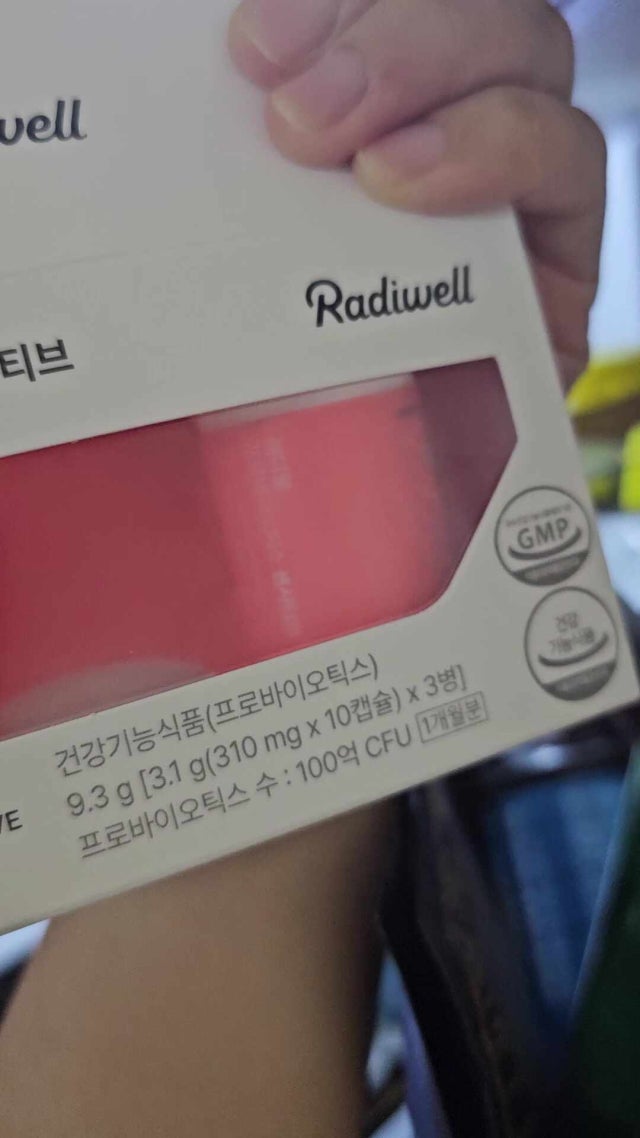 well
Radiwell
티브
GMP
건강
기능식품
건강기능식품(프로바이오틱스)
9.3 g [3.1 g(310 mg x 10캡슐) x 3병]
VE
프로바이오틱스 수 : 100억 CFU 1개월분